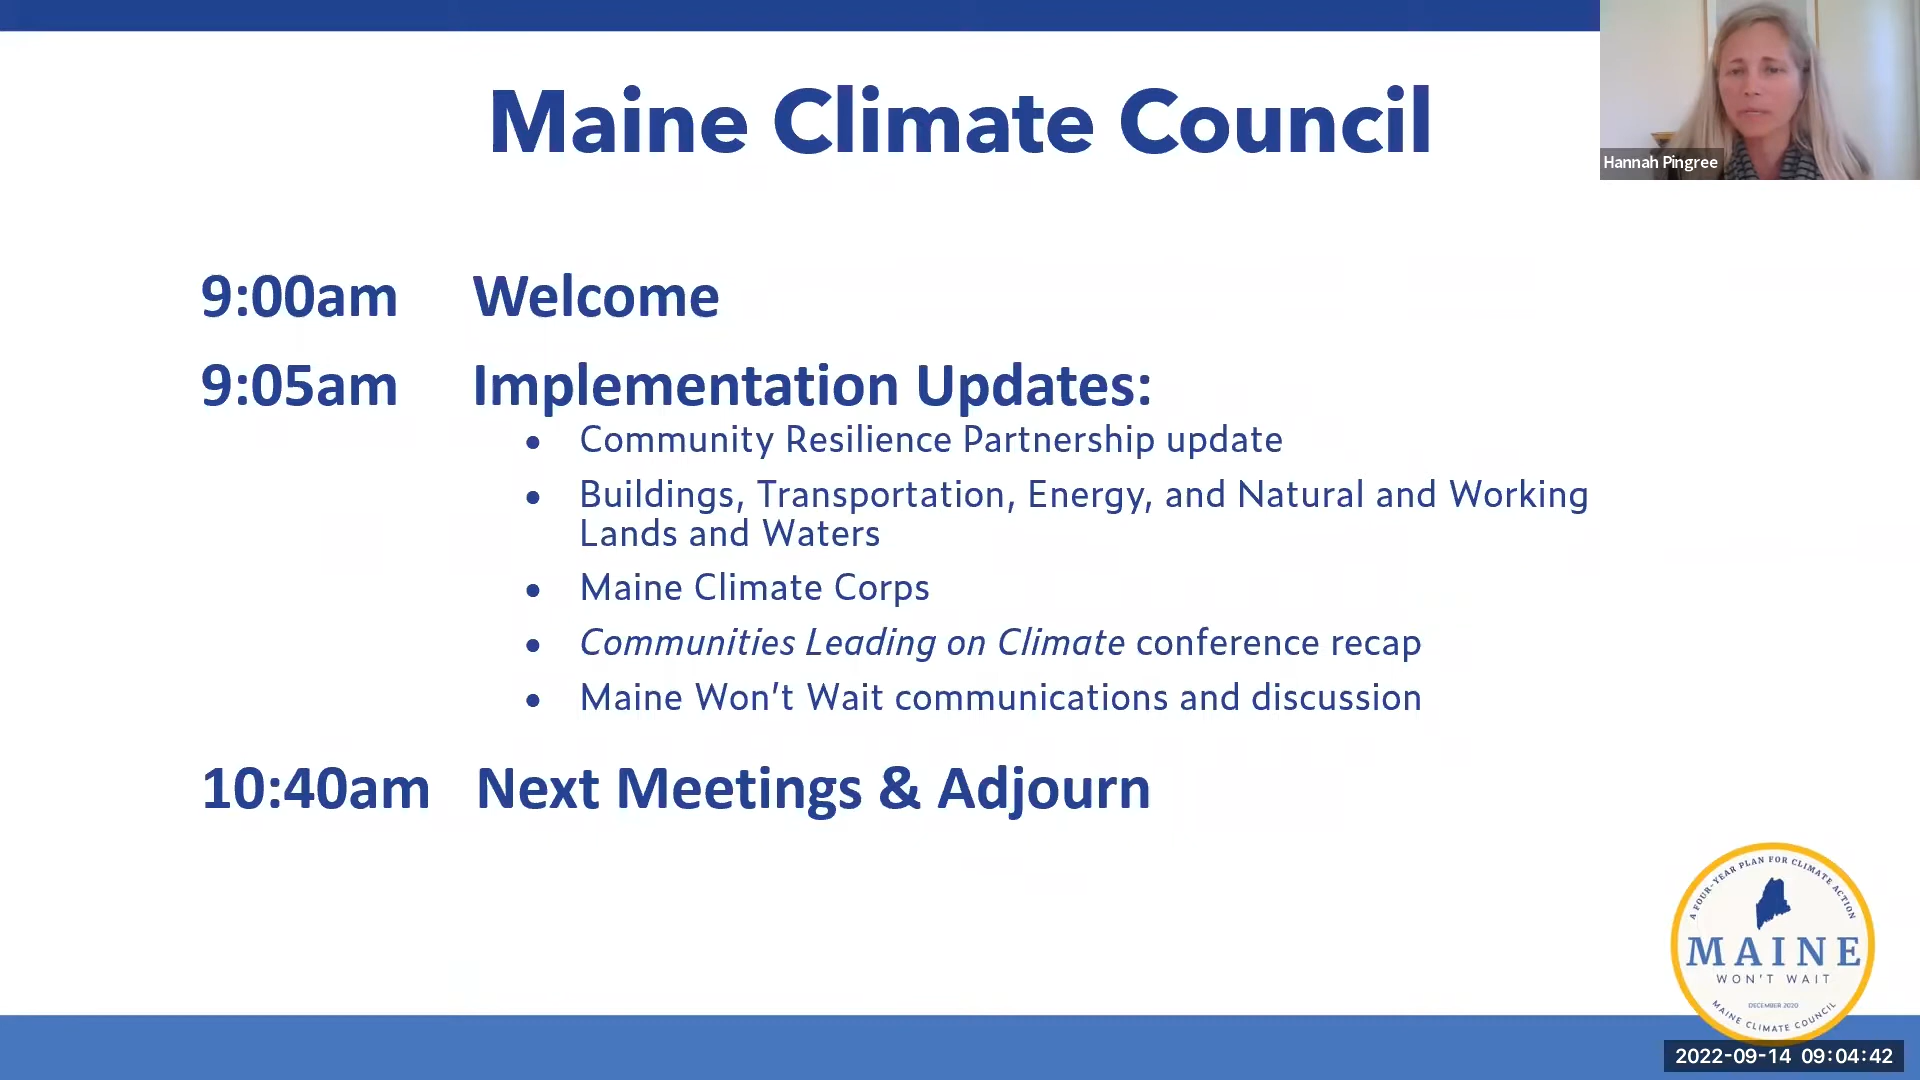 Maine Climate Council
Hannah Pingree
9:00am Welcome
9:05am Implementation Updates:
• Community Resilience Partnership update
• Buildings, Transportation, Energy, and Natural and Working
Lands and Waters
• Maine Climate Corps
• Communities Leading on Climate conference recap
• Maine Won't Wait communications and discussion
10:40am Next Meetings & Adjourn
A FOUR-YEAR PLAN FOR CLIMATE ACTION
MAINE
WON'T WAIT
DECEMBER 2020
MAINE CLIMATE COUNCIL
2022-09-14 09:04:42